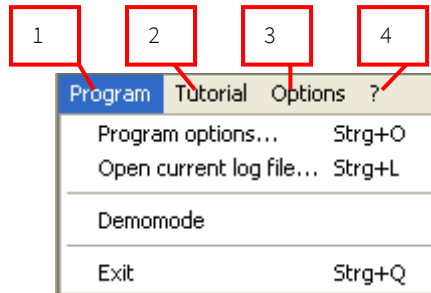 1 2 3 4
Program Tutorial Options ?
Program options... Strg+O
Open current log file... Strg+L
Demomode
Exit Strg+Q